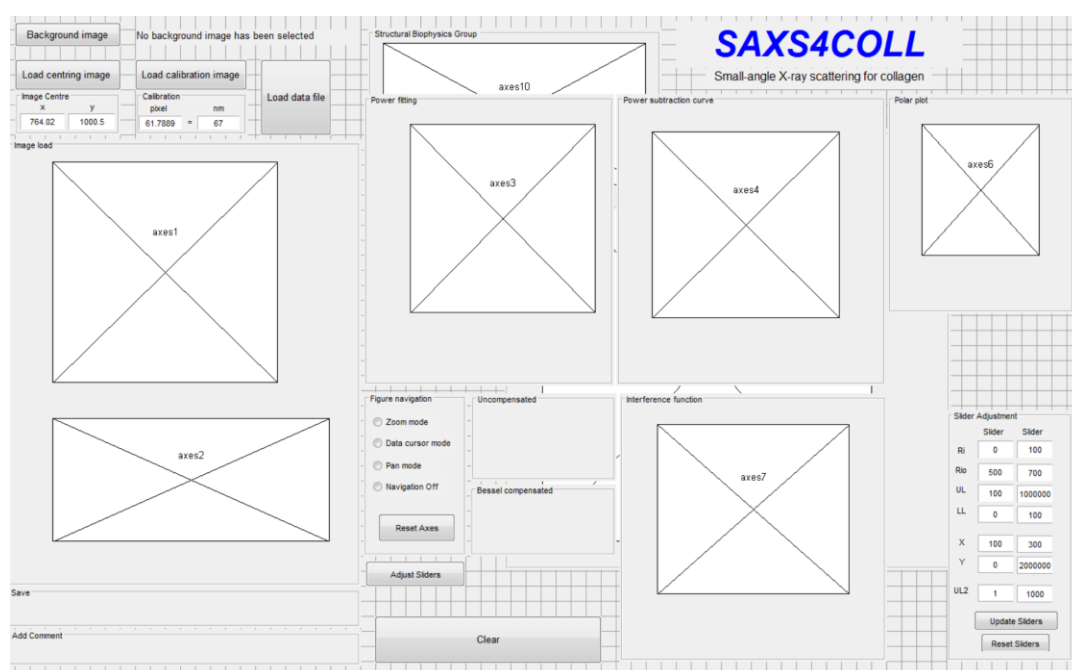 Background image
No background image has been selected
Structural Biophysics Group
SAXS4COLL
Small-angle X-ray scattering for collagen
Load centring image
Load calibration image
Load data file
axes10
Image Centre
x y
764.02 1000.5
Calibration
pixel nm
61.7889 = 67
Power fitting
axes3
Power subtraction curve
axes4
Polar plot
axes6
Image load
axes1
axes2
Figure navigation
Zoom mode
Data cursor mode
Pan mode
Navigation Off
Reset Axes
Adjust Sliders
Uncompensated
Bessel compensated
Interference function
axes7
Slider Adjustment
Slider Slider
Ri 0 100
Rio 500 700
UL 100 1000000
LL 0 100
X 100 300
Y 0 2000000
UL2 1 1000
Update Sliders
Reset Sliders
Save
Add Comment
Clear